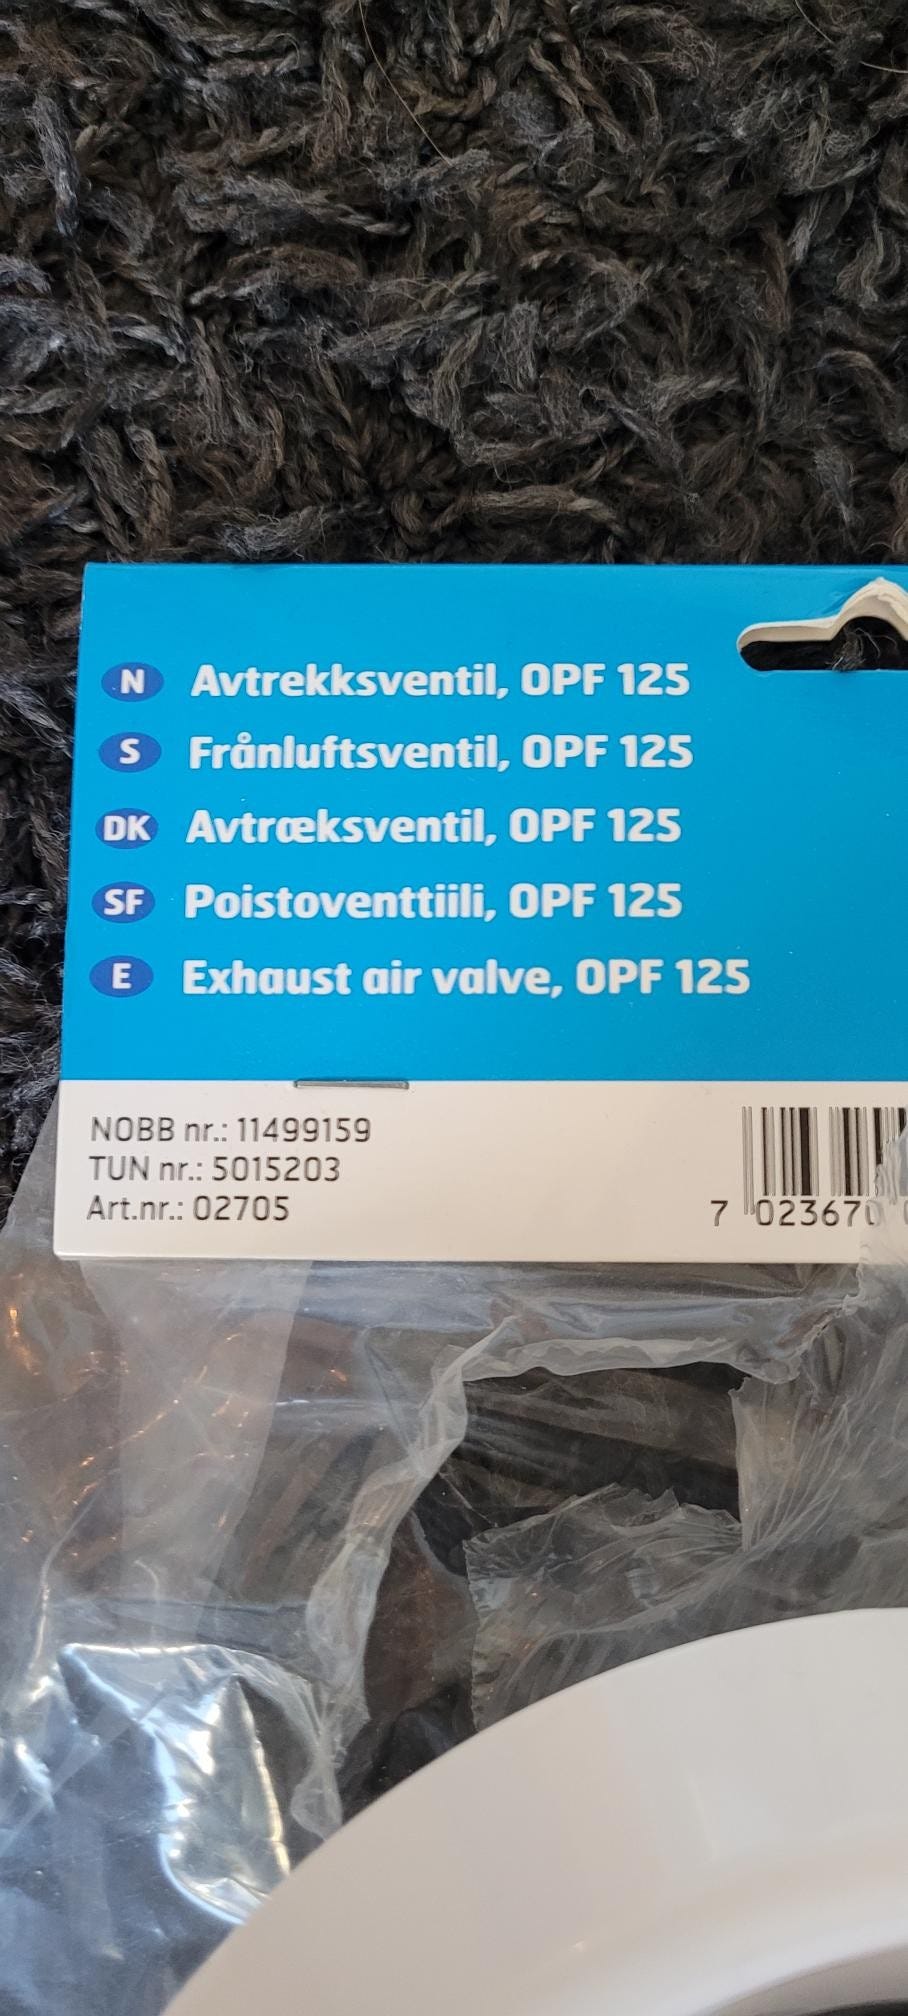 N Avtrekksventil, OPF 125
S Frånluftsventil, OPF 125
DK Avtræksventil, OPF 125
SF Poistoventtiili, OPF 125
E Exhaust air valve, OPF 125
NOBB nr.: 11499159
TUN nr.: 5015203
Art.nr.: 02705
7 023670